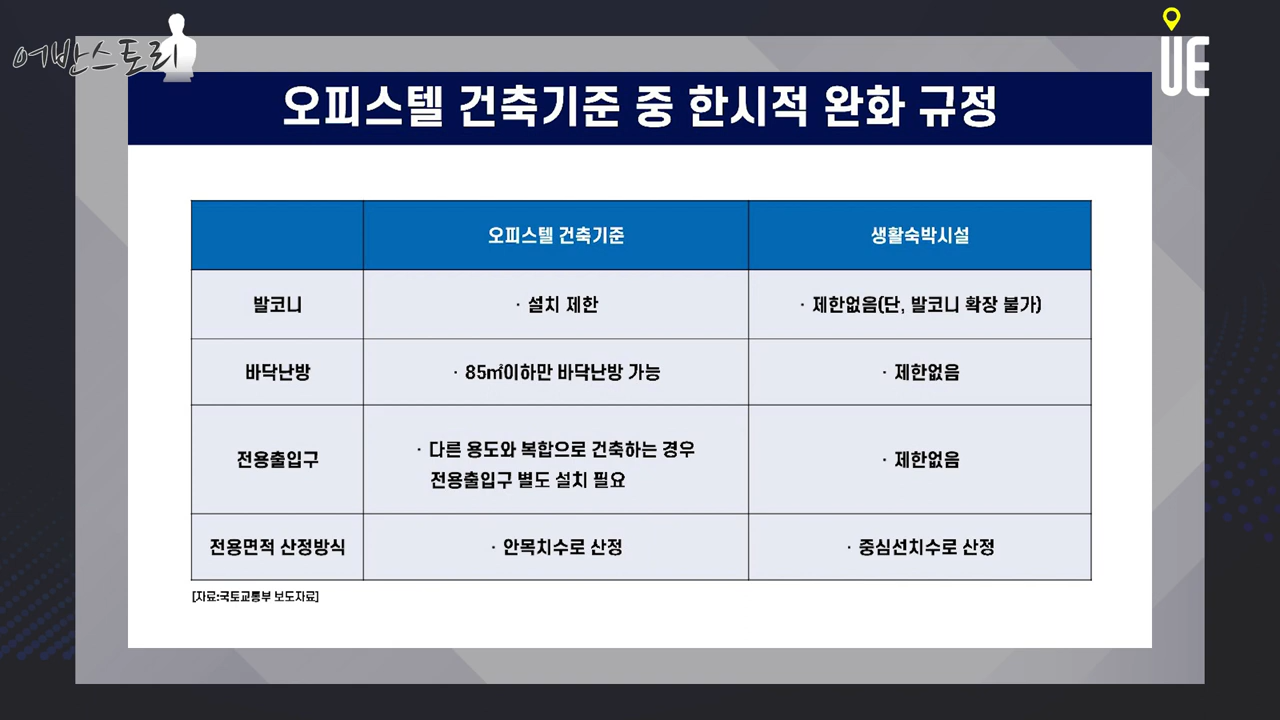 어반스토리
UE
오피스텔 건축기준 중 한시적 완화 규정
오피스텔 건축기준
생활숙박시설
발코니
· 설치 제한
· 제한없음(단, 발코니 확장 불가)
바닥난방
· 85㎡이하만 바닥난방 가능
· 제한없음
전용출입구
· 다른 용도와 복합으로 건축하는 경우
전용출입구 별도 설치 필요
· 제한없음
전용면적 산정방식
· 안목치수로 산정
· 중심선치수로 산정
[자료:국토교통부 보도자료]